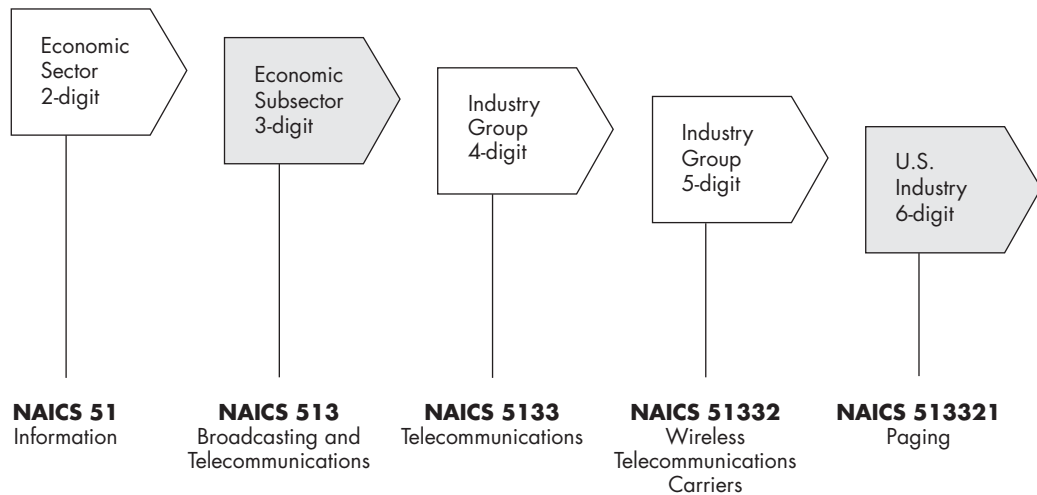 Economic
Sector
2-digit
Economic
Subsector
3-digit
Industry
Group
4-digit
Industry
Group
5-digit
U.S.
Industry
6-digit
NAICS 51
Information
NAICS 513
Broadcasting and
Telecommunications
NAICS 5133
Telecommunications
NAICS 51332
Wireless
Telecommunications
Carriers
NAICS 513321
Paging